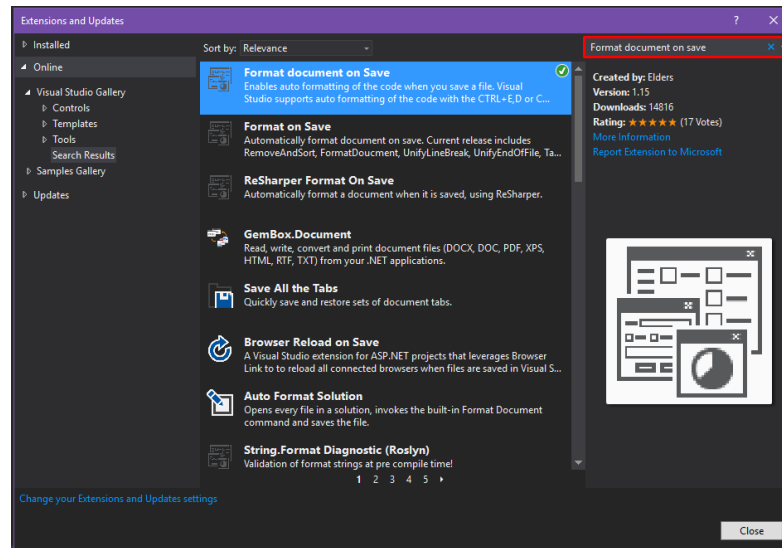 Extensions and Updates
?
Installed
Sort by: Relevance
Format document on save
Online
Visual Studio Gallery
Controls
Templates
Tools
Search Results
Samples Gallery
Updates
Format document on Save
Enables auto formatting of the code when you save a file. Visual
Studio supports auto formatting of the code with the CTRL+E,D or C...
Format on Save
Automatically format document on save. Current release includes
RemoveAndSort, FormatDoucment, UnifyLineBreak, UnifyEndOfFile, Ta...
ReSharper Format On Save
Automatically format a document when it is saved, using ReSharper.
GemBox.Document
Read, write, convert and print document files (DOCX, DOC, PDF, XPS,
HTML, RTF, TXT) from your .NET applications.
Save All the Tabs
Quickly save and restore sets of document tabs.
Browser Reload on Save
A Visual Studio extension for ASP.NET projects that leverages Browser
Link to to reload all connected browsers when files are saved in Visual S...
Auto Format Solution
Opens every file in a solution, invokes the built-in Format Document
command and saves the file.
String.Format Diagnostic (Roslyn)
Validation of format strings at pre compile time!
1 2 3 4 5
Created by: Elders
Version: 1.15
Downloads: 14816
Rating: ★★★★★ (17 Votes)
More Information
Report Extension to Microsoft
Change your Extensions and Updates settings
Close